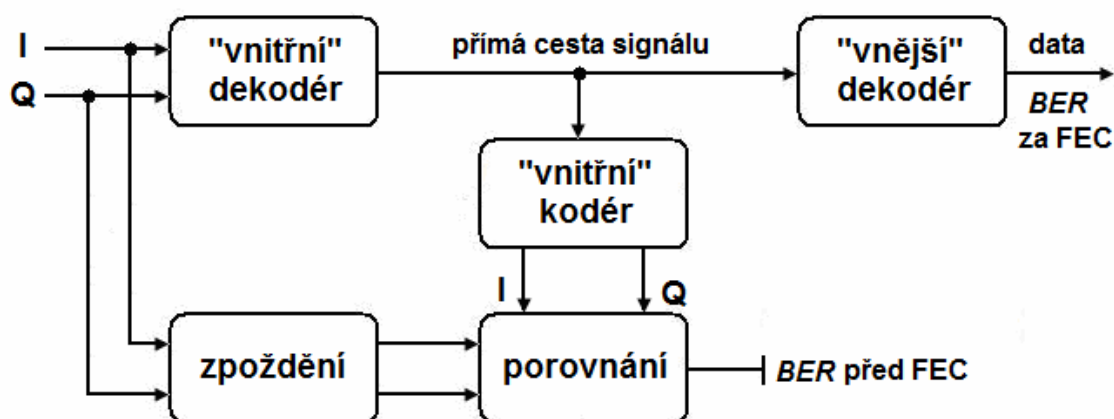 I
Q
"vnitřní"
dekodér
přímá cesta signálu
"vnější"
dekodér
data
BER
za FEC
"vnitřní"
kodér
I
Q
zpoždění
porovnání
BER před FEC